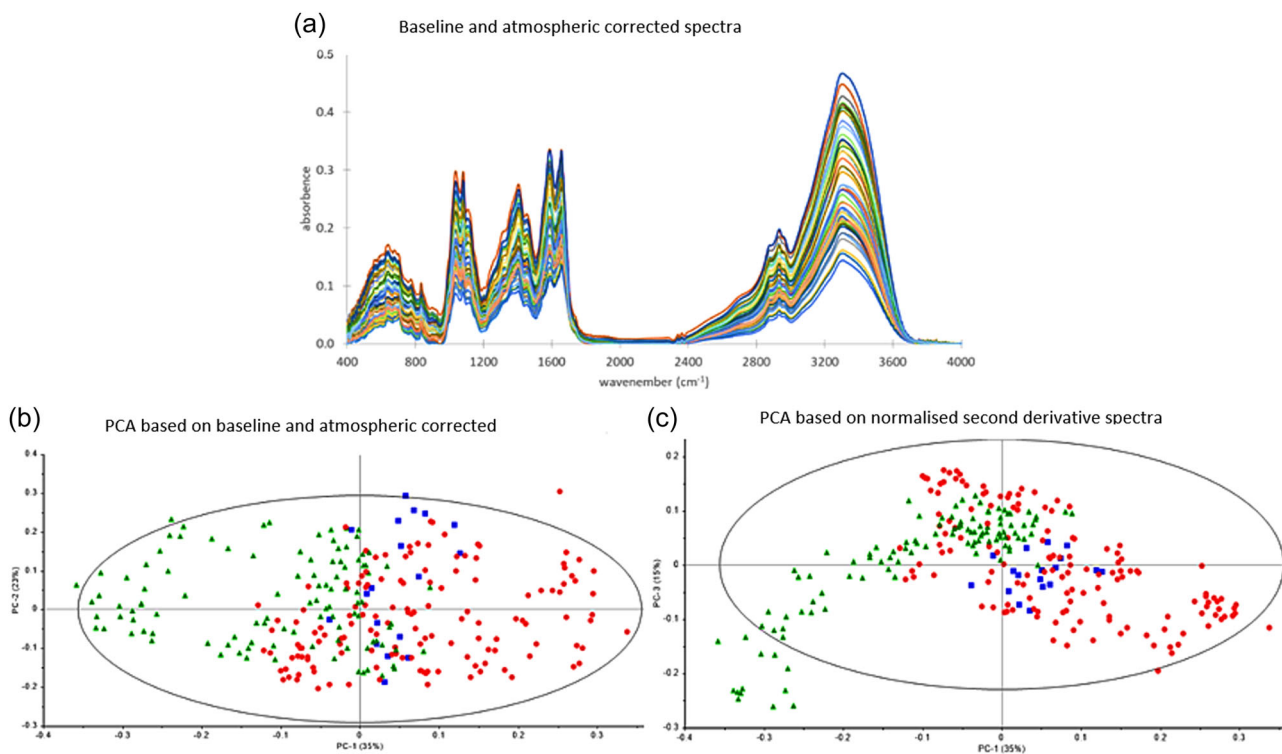 (a)
Baseline and atmospheric corrected spectra
0.5
0.4
0.3
0.2
0.1
0.0
absorbence
400 800 1200 1600 2000 2400 2800 3200 3600 4000
wavenember (cm⁻¹)
(b)
PCA based on baseline and atmospheric corrected
0.4
0.3
0.2
0.1
0
-0.1
-0.2
-0.3
PC-2 (23%)
-0.4 -0.3 -0.2 -0.1 0 0.1 0.2 0.3
PC-1 (35%)
(c)
PCA based on normalised second derivative spectra
0.2
0.1
0
-0.1
-0.2
-0.3
PC-3 (15%)
-0.4 -0.3 -0.2 -0.1 0 0.1 0.2 0.3
PC-1 (35%)